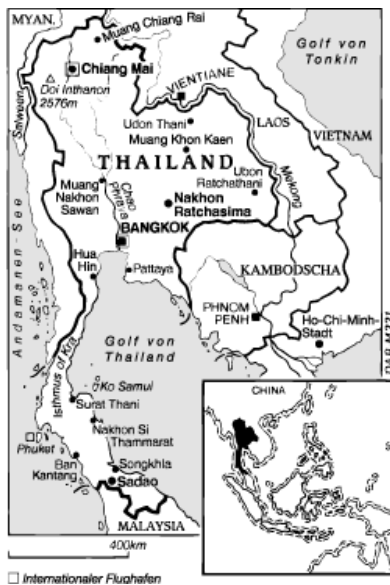 MYAN.
Muang Chiang Rai
Golf von
Tonkin
Chiang Mai
Doi Inthanon
2576m
VIENTIANE
Salween
Udon Thani
LAOS
Muang Khon Kaen
VIETNAM
THAILAND
Mekong
Muang
Nakhon
Sawan
Chao
Phraya
Ubon
Ratchathani
Nakhon
Ratchasima
BANGKOK
Andamanen-See
Hua
Hin
Pattaya
KAMBODSCHA
PHNOM
PENH
Ho-Chi-Minh-
Stadt
Golf von
Thailand
Isthmus of Kra
Ko Samui
Surat Thani
CHINA
Nakhon Si
Thammarat
Phuket
Ban
Kantang
Songkhla
Sadao
MALAYSIA
400km
Internationaler Flughafen